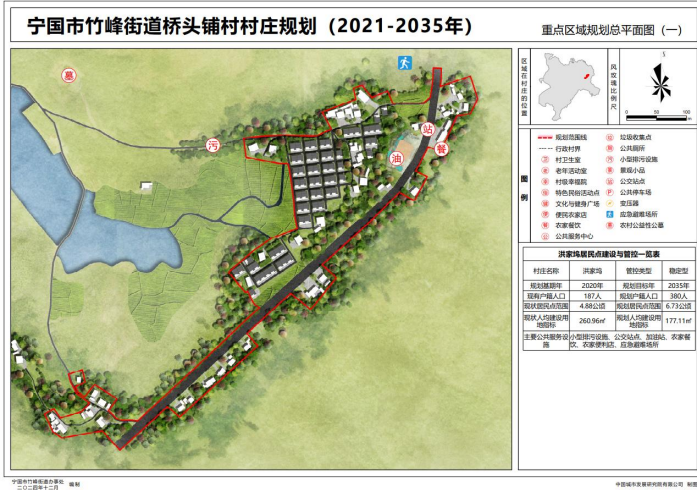 宁国市竹峰街道桥头铺村村庄规划（2021-2035年）
重点区域规划总平面图（一）
墓
污
站
餐
油
区域在村庄的位置
风玫瑰比例尺
S
0 50 100
m
图例
规划范围线
行政村界
村卫生室
老年活动室
村级幸福院
特色民俗活动点
文化与健身广场
便民农家店
农家餐饮
公共服务中心
垃圾收集点
公共厕所
小型排污设施
景观小品
公交站点
公共停车场
变压器
应急避难场所
农村公益性公墓
洪家坞居民点建设与管控一览表
村庄名称 洪家坞 管控类型 稳定型
规划基期年 2020年 规划目标年 2035年
现有户籍人口 187人 规划户籍人口 380人
现状居民点范围 4.88公顷 规划居民点范围 6.73公顷
现状人均建设用地指标 260.96㎡ 规划人均建设用地指标 177.11㎡
主要公共服务设施 小型排污设施、公交站点、加油站、农家餐饮、农家便利店、应急避难场所
宁国市竹峰街道办事处
二〇二四年十二月 编制
中国城市发展研究院有限公司 制图